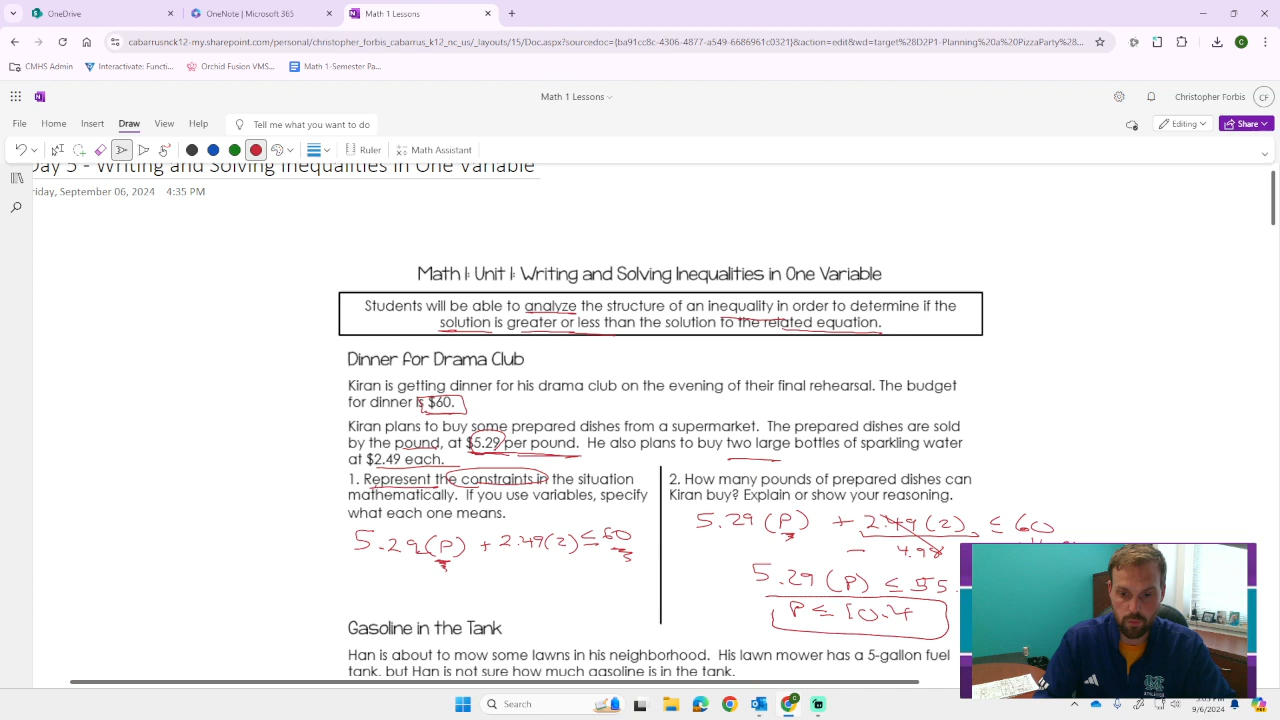 OneDrive
OneNote | Microsoft 365
Math 1 Lessons
cabarrusnck12-my.sharepoint.com/personal/christopher_forbis_cabarrus_k12_nc_us/_layouts/15/Doc.aspx?sourcedoc={ba91cc8c-4306-4877-a549-6686961c0321}&action=edit&wd=target%28D2P1-Planning%20a%20PizzaParty%...
CMHS Admin
Interactivate: Functi...
Orchid Fusion VMS...
Math 1-Semester Pa...
Math 1 Lessons
Christopher Forbis
CF
File Home Insert Draw View Help
Tell me what you want to do
Editing
Share
Ruler
Math Assistant
Day 5 - Writing and Solving Inequalities in One Variable
riday, September 06, 2024 4:35 PM
Math 1: Unit 1: Writing and Solving Inequalities in One Variable
Students will be able to analyze the structure of an inequality in order to determine if the
solution is greater or less than the solution to the related equation.
Dinner for Drama Club
Kiran is getting dinner for his drama club on the evening of their final rehearsal. The budget
for dinner is $60.
Kiran plans to buy some prepared dishes from a supermarket. The prepared dishes are sold
by the pound, at $5.29 per pound. He also plans to buy two large bottles of sparkling water
at $2.49 each.
1. Represent the constraints in the situation
mathematically. If you use variables, specify
what each one means.
5.29(P) + 2.49(2) ≤ 60
2. How many pounds of prepared dishes can
Kiran buy? Explain or show your reasoning.
5.29(P) + 2.49(2) ≤ 60
- 4.98
5.29(P) ≤ 55.
P ≤ 10.4
Gasoline in the Tank
Han is about to mow some lawns in his neighborhood. His lawn mower has a 5-gallon fuel
tank, but Han is not sure how much gasoline is in the tank.
Search
9/6/2024